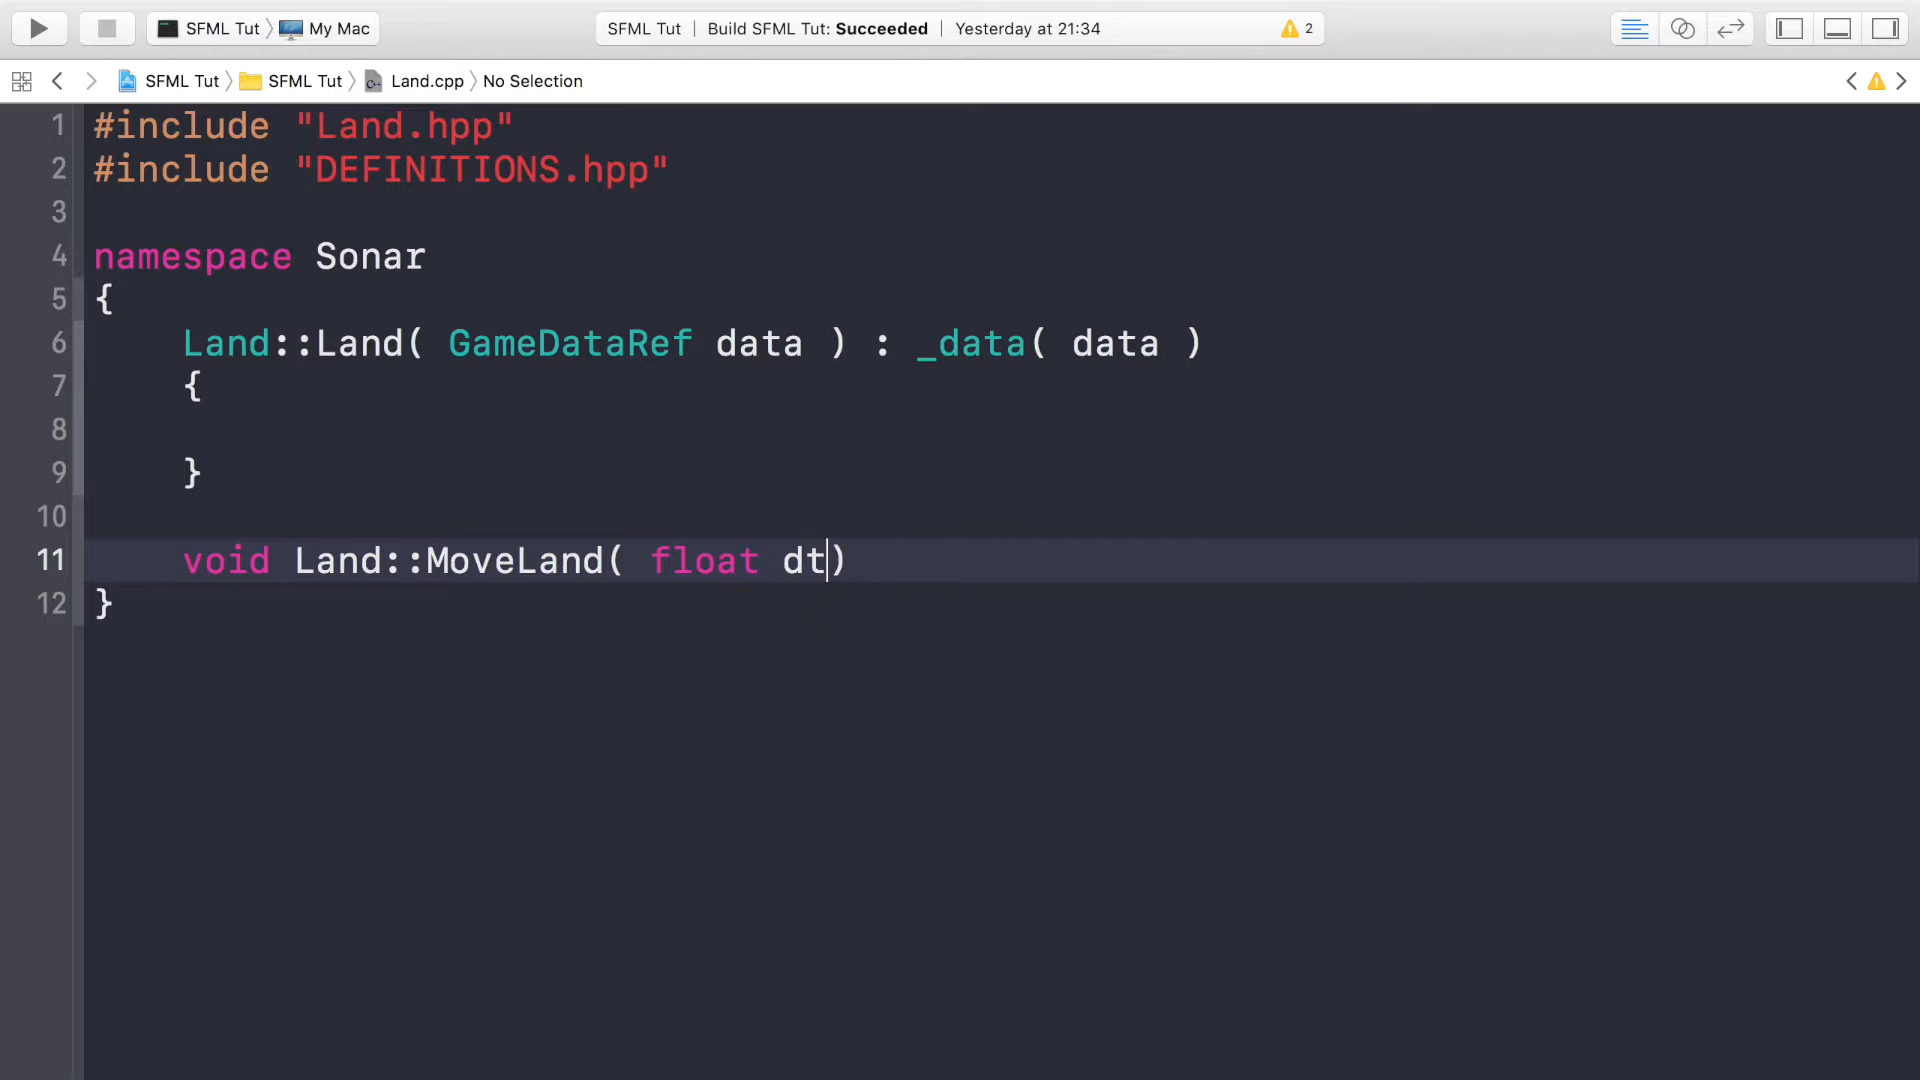 SFML Tut My Mac SFML Tut Build SFML Tut: Succeeded Yesterday at 21:34 2
SFML Tut SFML Tut Land.cpp No Selection
1 #include "Land.hpp"
2 #include "DEFINITIONS.hpp"
3
4 namespace Sonar
5 {
6 Land::Land( GameDataRef data ) : _data( data )
7 {
8
9 }
10
11 void Land::MoveLand( float dt)
12 }